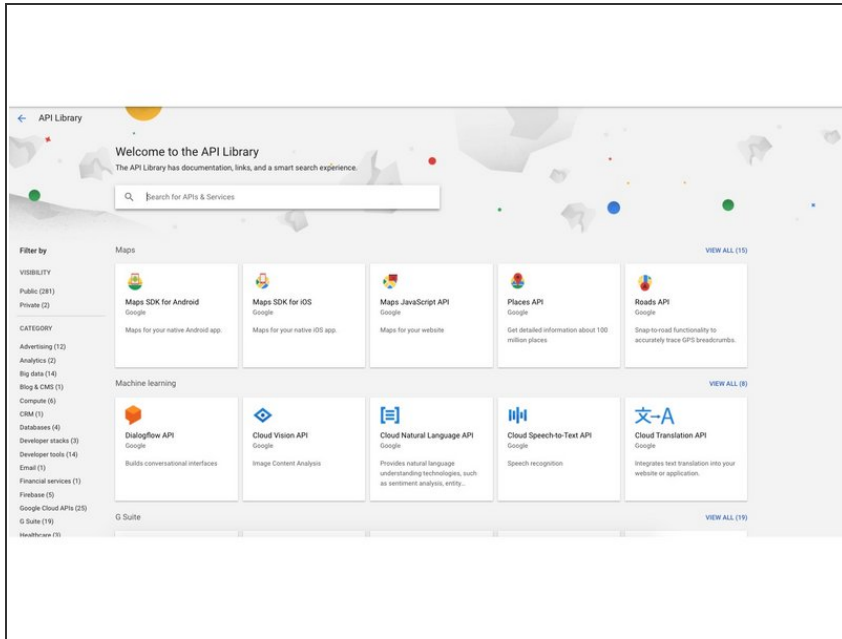 API Library
Welcome to the API Library
The API Library has documentation, links, and a smart search experience.
Search for APIs & Services
Filter by
VISIBILITY
Public (281)
Private (2)
CATEGORY
Advertising (12)
Analytics (2)
Big data (14)
Blog & CMS (1)
Compute (6)
CRM (1)
Databases (4)
Developer stacks (3)
Developer tools (14)
Email (1)
Financial services (1)
Firebase (5)
Google Cloud APIs (25)
G Suite (19)
Healthcare (3)
Maps
VIEW ALL (15)
Maps SDK for Android
Google
Maps for your native Android app.
Maps SDK for iOS
Google
Maps for your native iOS app.
Maps JavaScript API
Google
Maps for your website
Places API
Google
Get detailed information about 100
million places
Roads API
Google
Snap-to-road functionality to
accurately trace GPS breadcrumbs.
Machine learning
VIEW ALL (8)
Dialogflow API
Google
Builds conversational interfaces
Cloud Vision API
Google
Image Content Analysis
Cloud Natural Language API
Google
Provides natural language
understanding technologies, such
as sentiment analysis, entity…
Cloud Speech-to-Text API
Google
Speech recognition
文→A
Cloud Translation API
Google
Integrates text translation into your
website or application.
G Suite
VIEW ALL (19)